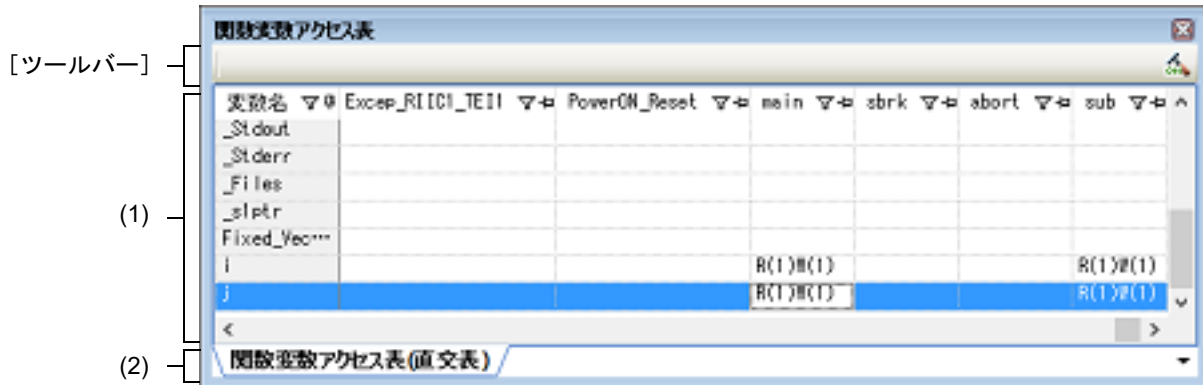 関数変数アクセス表
[ツールバー]
変数名 Excep_RIIC1_TEI1 PowerON_Reset main sbrk abort sub
_Stdout
_Stderr
_Files
(1) _slptr
Fixed_Vec…
i R(1)W(1) R(1)W(1)
j R(1)W(1) R(1)W(1)
(2) 関数変数アクセス表(直交表)